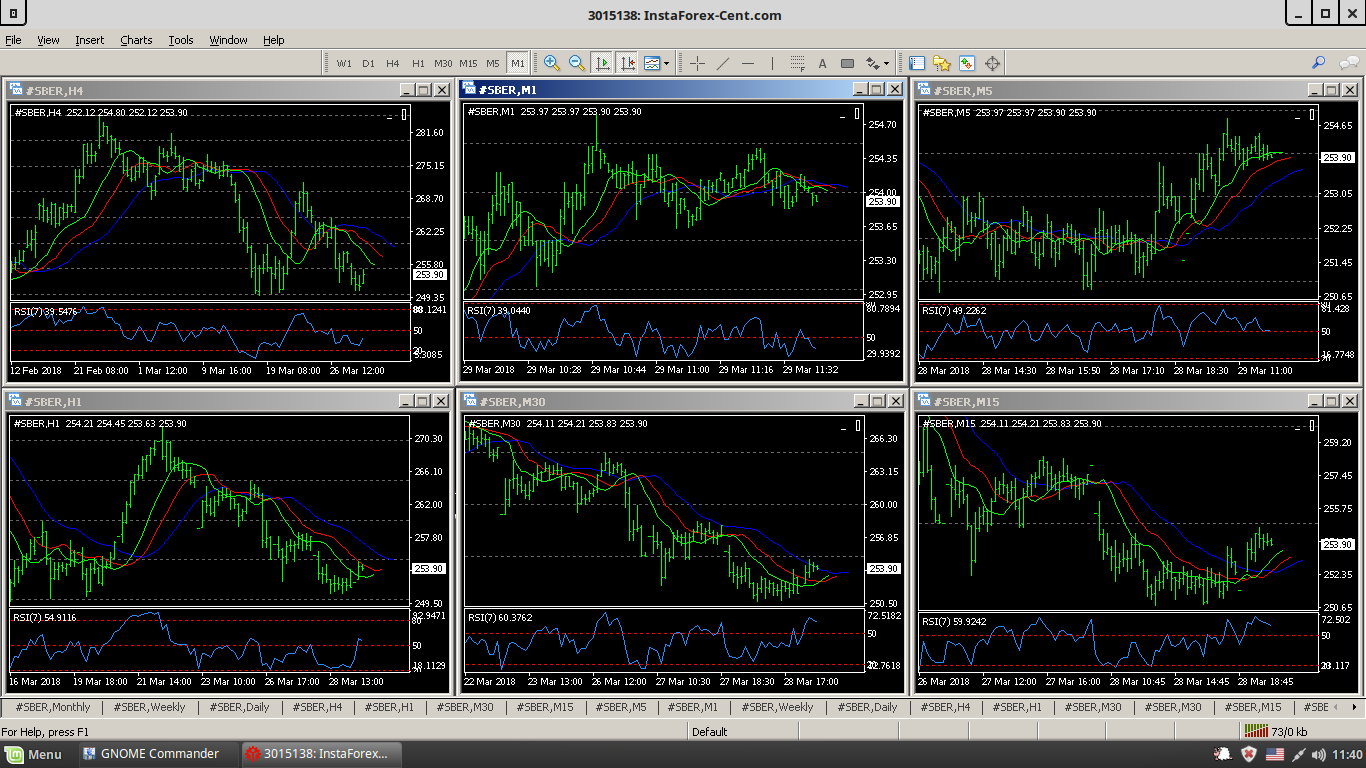 3015138: InstaForex-Cent.com
File View Insert Charts Tools Window Help
W1 D1 H4 H1 M30 M15 M5 M1
A
#SBER,H4
#SBER,H4 252.12 254.80 252.12 253.90
281.60
275.15
268.70
262.25
255.80
253.90
249.35
RSI(7) 39.5476
50
12 Feb 2018 21 Feb 08:00 1 Mar 12:00 9 Mar 16:00 19 Mar 08:00 26 Mar 12:00
#SBER,M1
#SBER,M1 253.97 253.97 253.90 253.90
254.70
254.35
254.00
253.90
253.65
253.30
252.95
RSI(7) 39.0440
80.7894
50
29.9392
29 Mar 2018 29 Mar 10:28 29 Mar 10:44 29 Mar 11:00 29 Mar 11:16 29 Mar 11:32
#SBER,M5
#SBER,M5 253.97 253.97 253.90 253.90
254.65
253.90
253.05
252.25
251.45
250.65
RSI(7) 49.2262
81.428
50
16.7748
28 Mar 2018 28 Mar 14:30 28 Mar 15:50 28 Mar 17:10 28 Mar 18:30 29 Mar 11:00
#SBER,H1
#SBER,H1 254.21 254.45 253.63 253.90
270.30
266.10
262.00
257.80
253.90
249.50
RSI(7) 54.9116
92.9471
80
50
18.1129
16 Mar 2018 19 Mar 18:00 21 Mar 14:00 23 Mar 10:00 26 Mar 17:00 28 Mar 13:00
#SBER,M30
#SBER,M30 254.11 254.21 253.83 253.90
266.30
263.15
260.00
256.85
253.90
250.50
RSI(7) 60.3762
72.5182
50
22 Mar 2018 23 Mar 13:00 26 Mar 12:00 27 Mar 10:30 27 Mar 18:30 28 Mar 17:00
#SBER,M15
#SBER,M15 254.11 254.21 253.83 253.90
259.20
257.45
255.75
253.90
252.35
250.65
RSI(7) 59.9242
72.502
50
26 Mar 2018 27 Mar 12:00 27 Mar 16:00 28 Mar 10:45 28 Mar 14:45 28 Mar 18:45
#SBER,Monthly #SBER,Weekly #SBER,Daily #SBER,H4 #SBER,H1 #SBER,M30 #SBER,M15 #SBER,M5 #SBER,M1 #SBER,Weekly #SBER,Daily #SBER,H4 #SBER,H1 #SBER,M30 #SBER,M30 #SBER,M15 #SBE
For Help, press F1 Default 73/0 kb
Menu GNOME Commander 3015138: InstaForex... 11:40